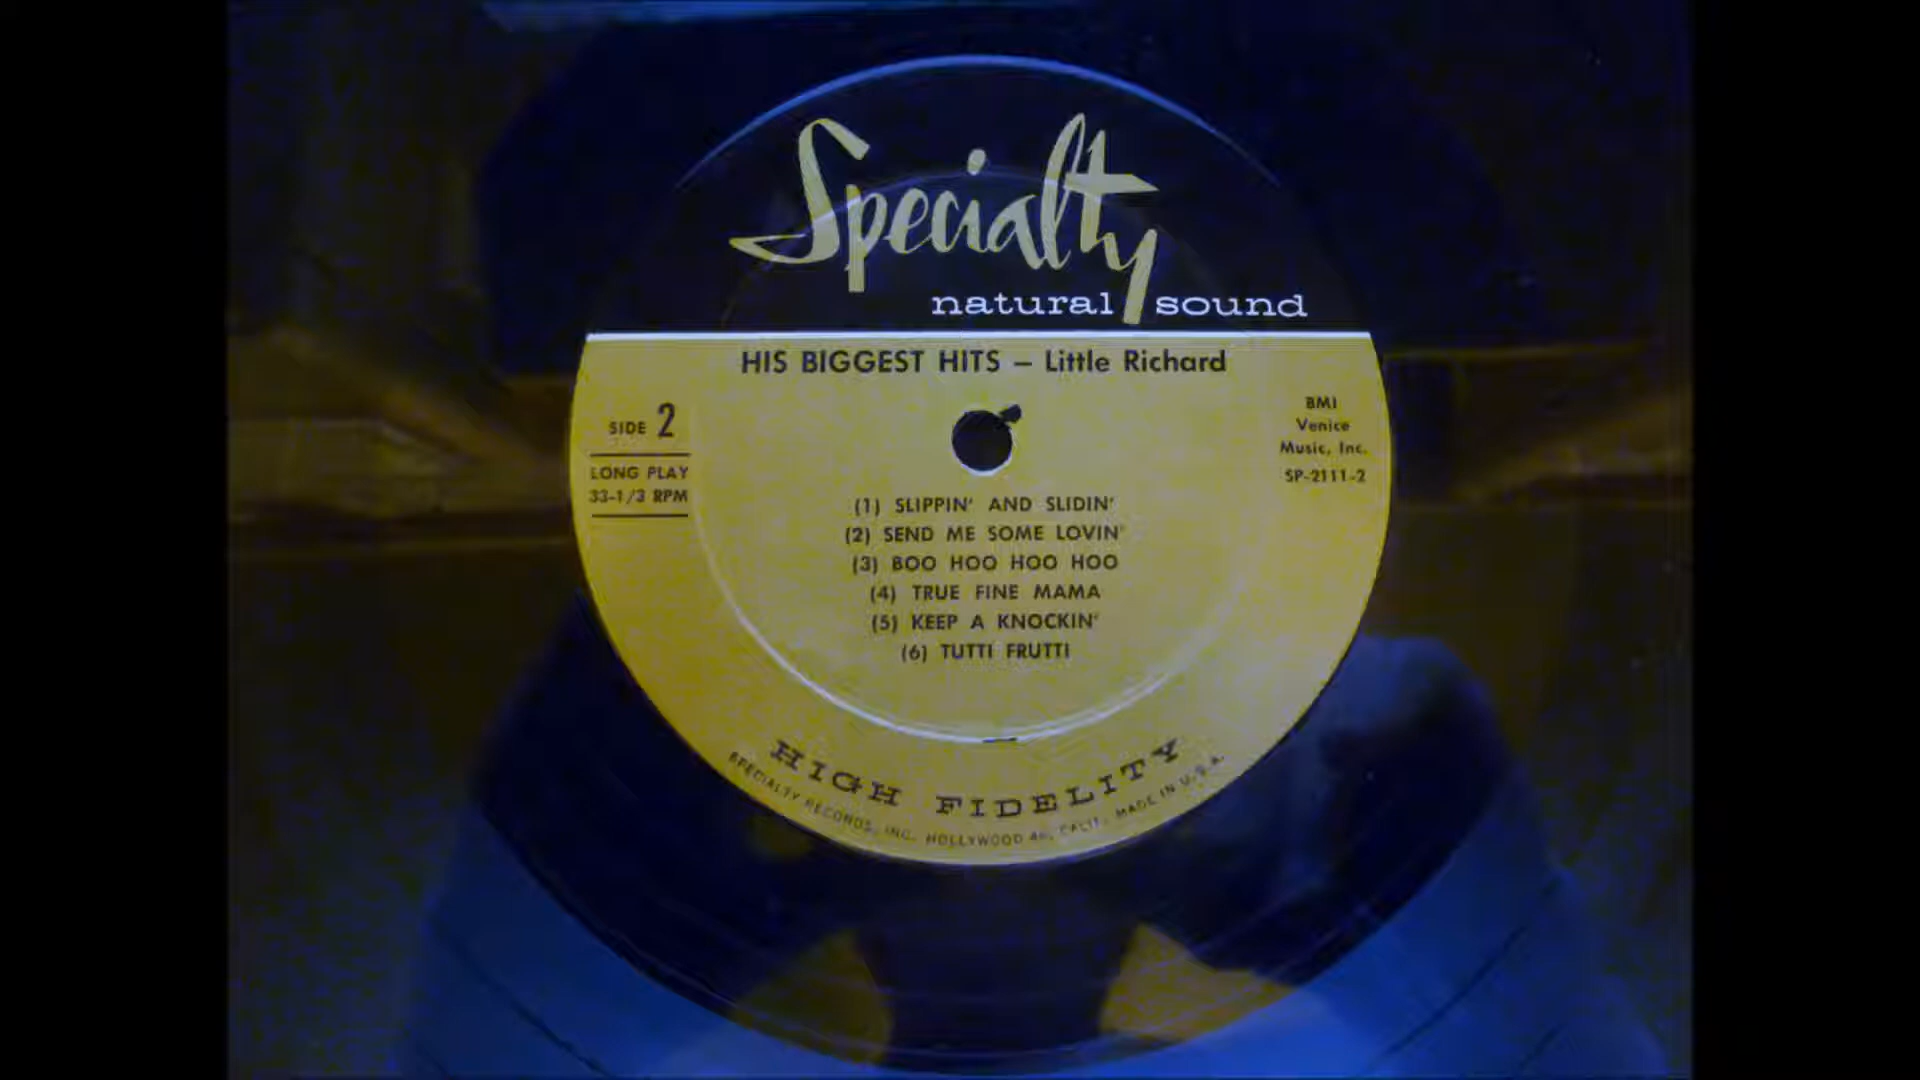 Specialty
natural sound
HIS BIGGEST HITS – Little Richard
SIDE 2
LONG PLAY
33-1/3 RPM
BMI
Venice
Music, Inc.
SP-2111-2
(1) SLIPPIN' AND SLIDIN'
(2) SEND ME SOME LOVIN'
(3) BOO HOO HOO HOO
(4) TRUE FINE MAMA
(5) KEEP A KNOCKIN'
(6) TUTTI FRUTTI
HIGH FIDELITY
SPECIALTY RECORDS, INC. HOLLYWOOD 46, CALIF. MADE IN U.S.A.